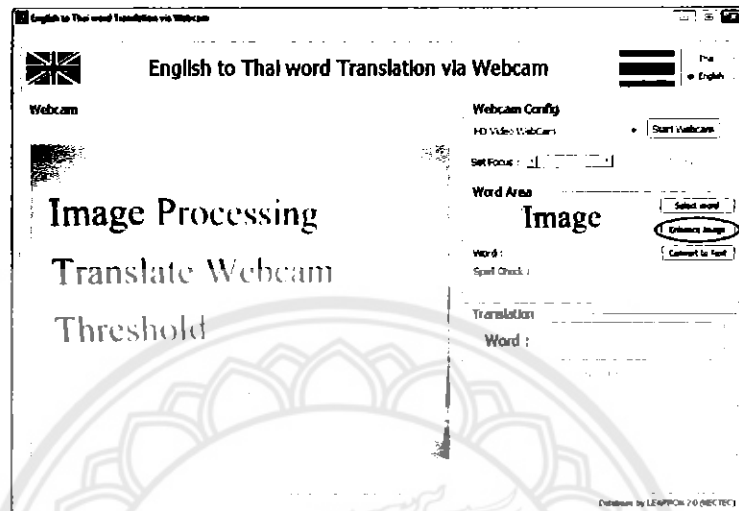 English to Thai word Translation via Webcam
English to Thai word Translation via Webcam
Thai
English
Webcam
Webcam Config
HD Video WebCam
Start Webcam
Set Focus :
Image Processing
Translate Webcam
Threshold
Word Area
Image
Select word
Enhance Image
Convert to Text
Word :
Spell Check :
Translation
Word :
Database by LEXiTRON 2.0 (NECTEC)